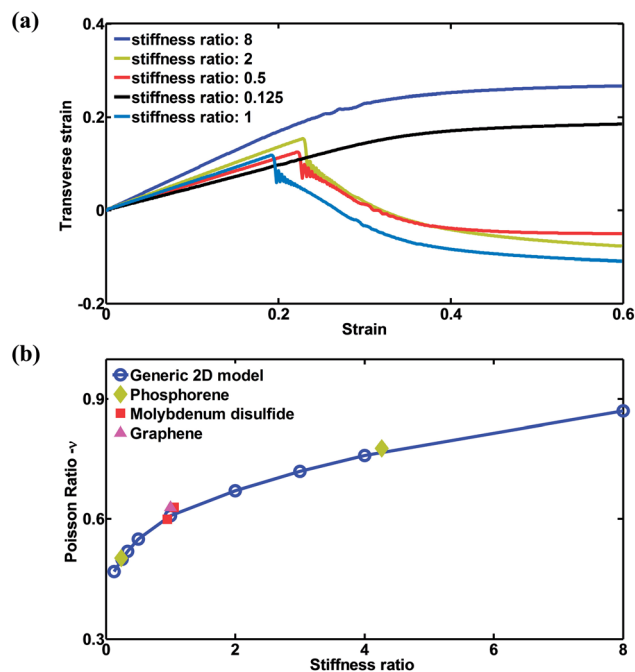 (a)
0.4
stiffness ratio: 8
stiffness ratio: 2
stiffness ratio: 0.5
stiffness ratio: 0.125
stiffness ratio: 1
0.2
0
-0.2
Transverse strain
0 0.2 0.4 0.6
Strain
(b)
Generic 2D model
Phosphorene
Molybdenum disulfide
Graphene
0.9
0.6
0.3
Poisson Ratio -ν
0 2 4 6 8
Stiffness ratio